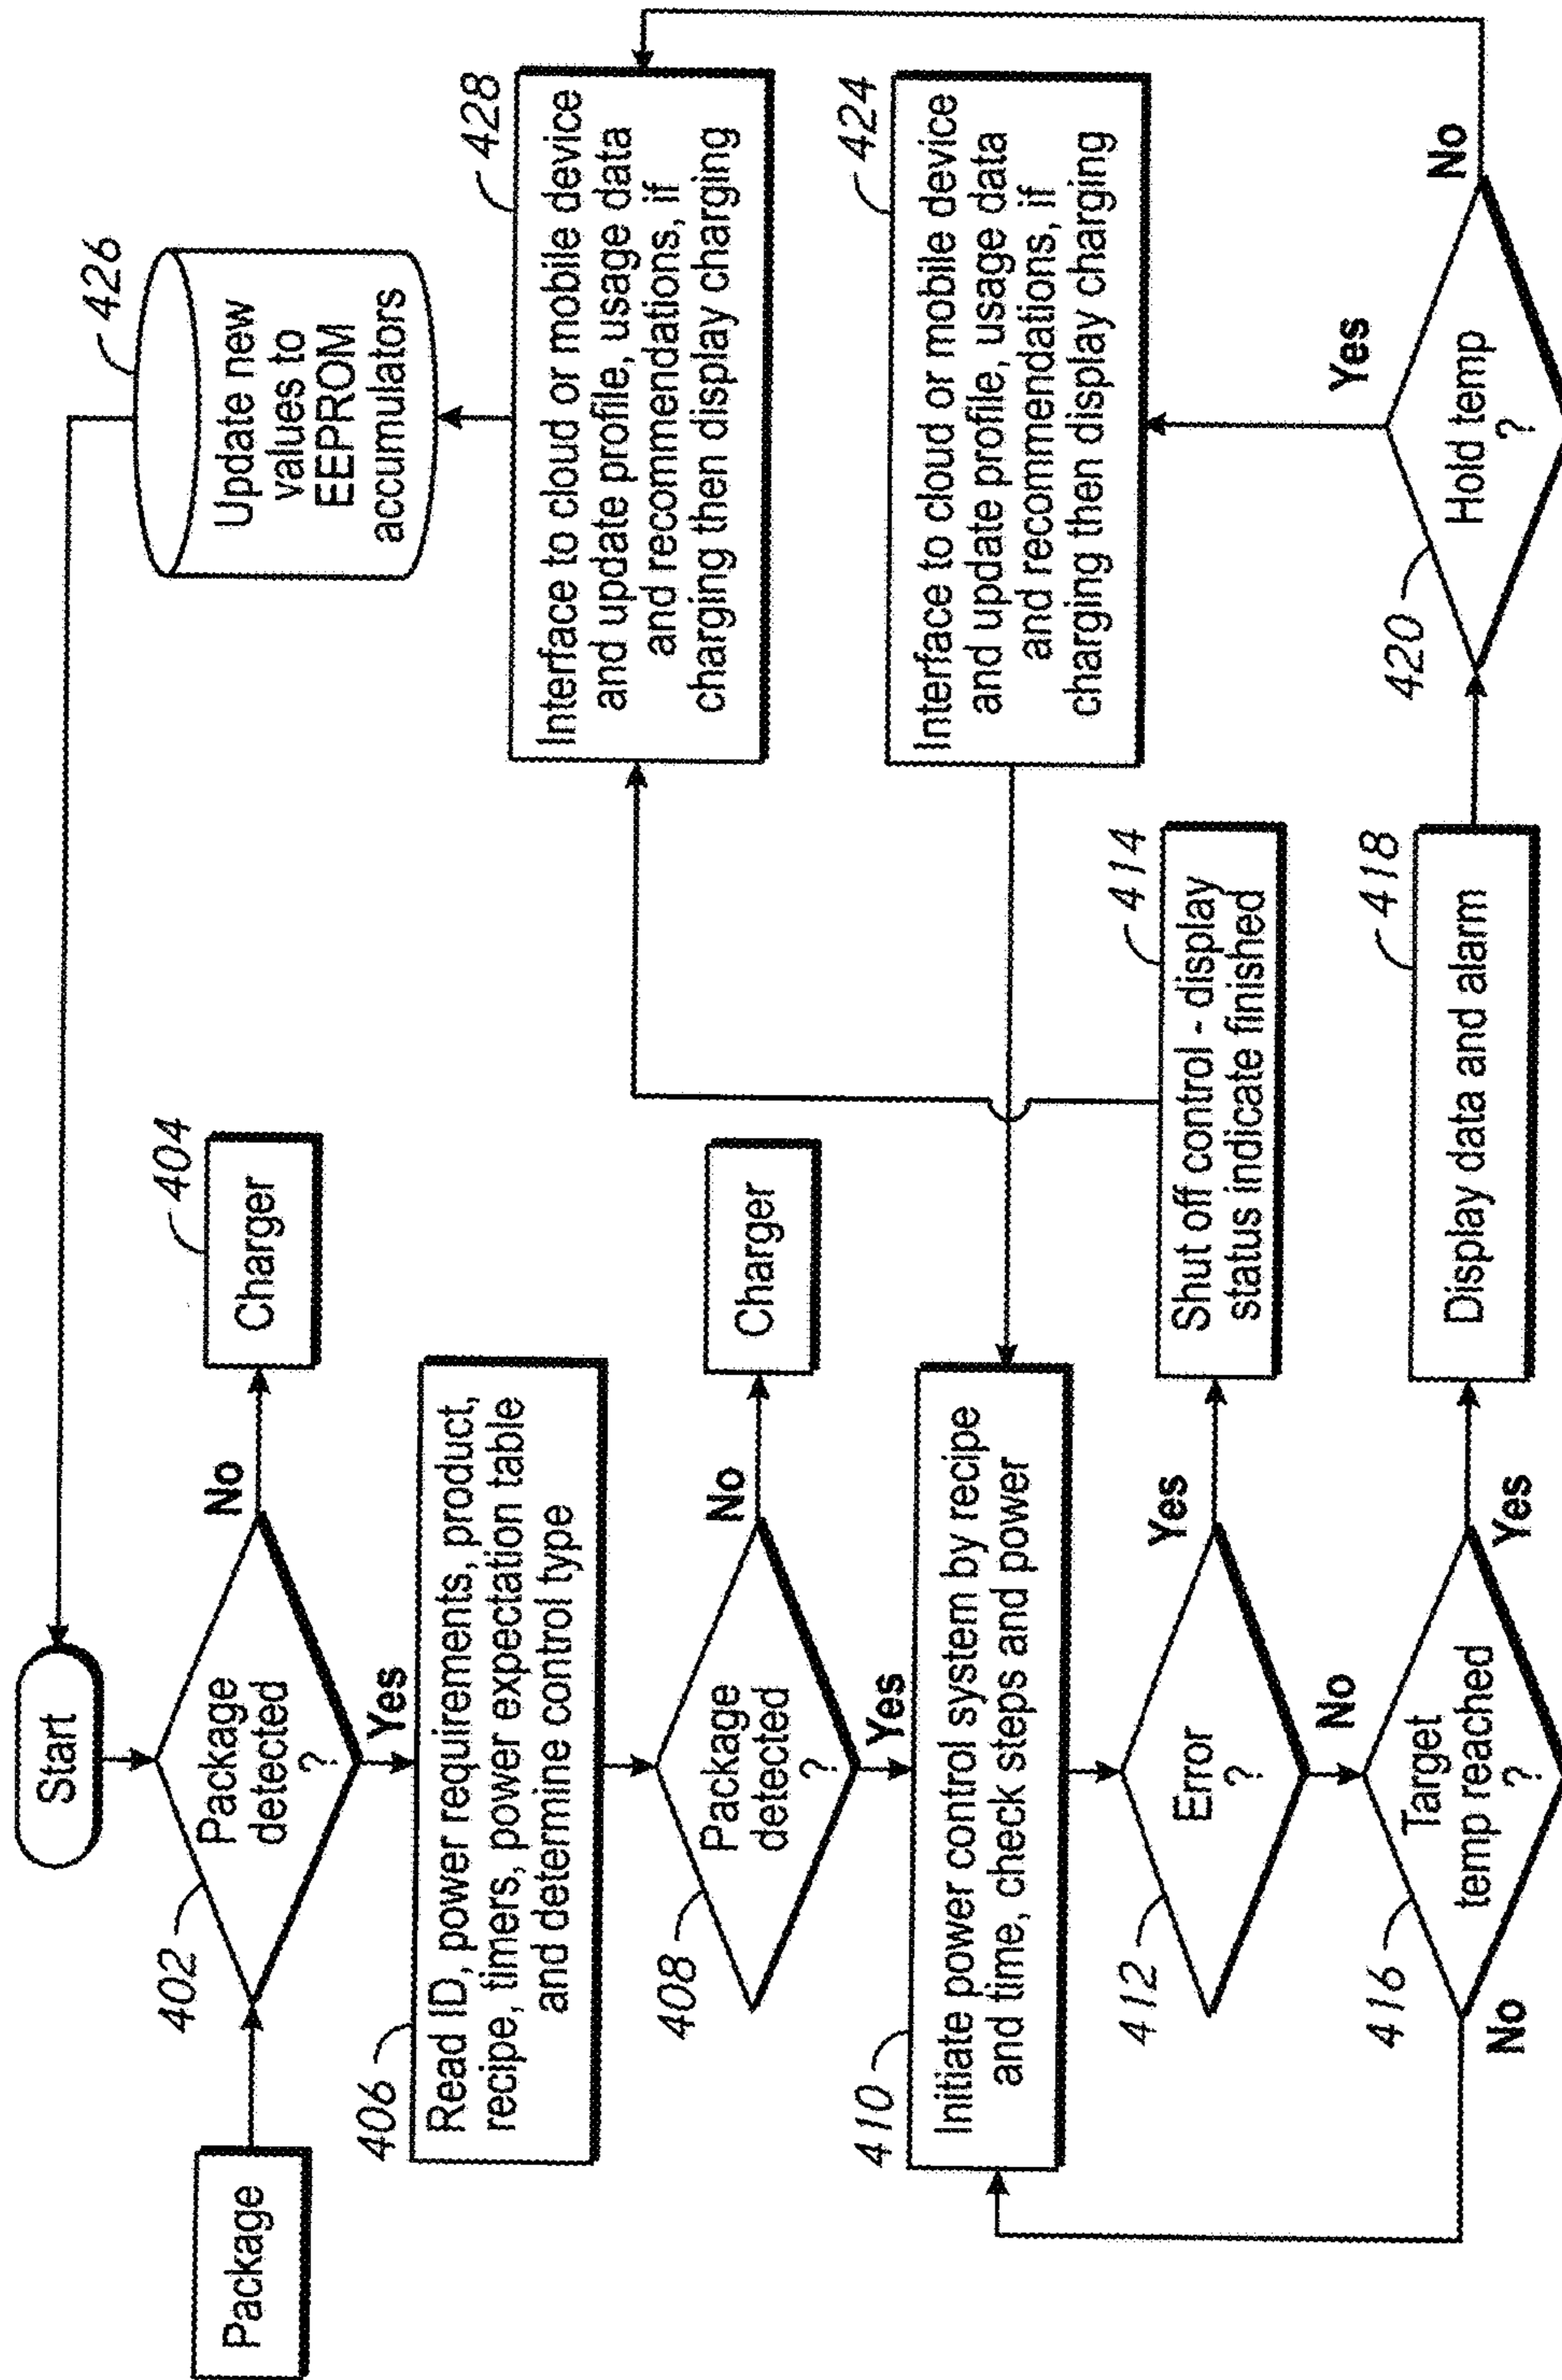 Start
Package
402
Package
detected
?
No
404
Charger
Yes
406
Read ID, power requirements, product,
recipe, timers, power expectation table
and determine control type
408
Package
detected
?
No
Charger
Yes
410
Initiate power control system by recipe
and time, check steps and power
412
Error
?
Yes
414
Shut off control - display
status indicate finished
No
416
Target
temp reached
?
No
Yes
418
Display data and alarm
420
Hold temp
?
Yes
No
424
Interface to cloud or mobile device
and update profile, usage data
and recommendations, if
charging then display charging
428
Interface to cloud or mobile device
and update profile, usage data
and recommendations, if
charging then display charging
426
Update new
values to
EEPROM
accumulators